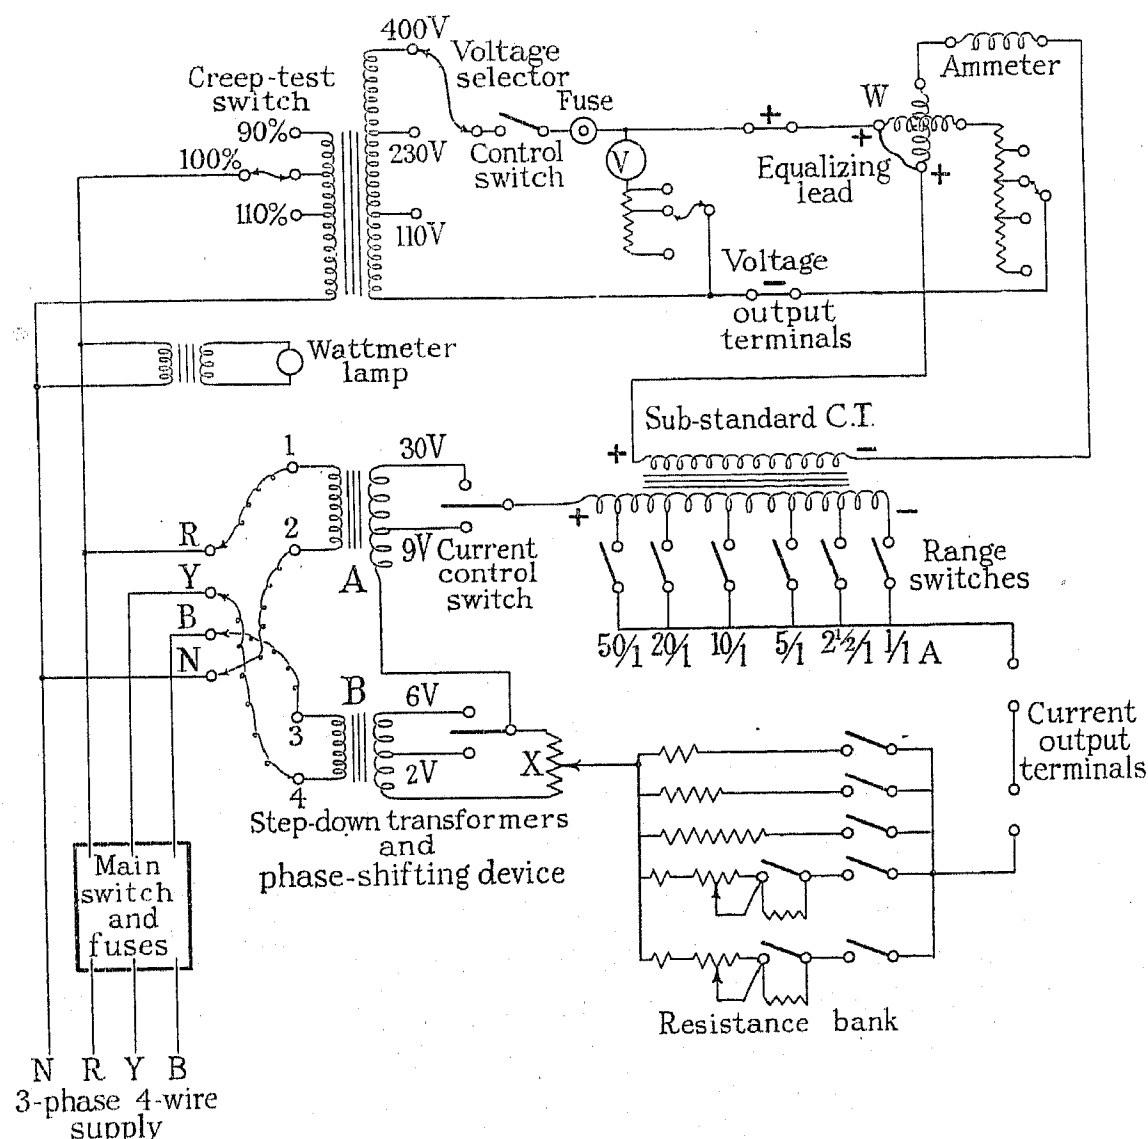 400V
Voltage
selector
Creep-test
switch
Fuse
Ammeter
W
90%
100%
110%
230V
110V
Control
switch
V
+
+
+
Equalizing
lead
Voltage
−
output
terminals
Wattmeter
lamp
Sub-standard C.T.
+
−
1
2
30V
9V
A
Current
control
switch
+
−
Range
switches
R
Y
B
N
50/1
20/1
10/1
5/1
2½/1
1/1 A
B
3
4
6V
2V
X
Current
output
terminals
Step-down transformers
and
phase-shifting device
Main
switch
and
fuses
Resistance bank
N R Y B
3-phase 4-wire
supply